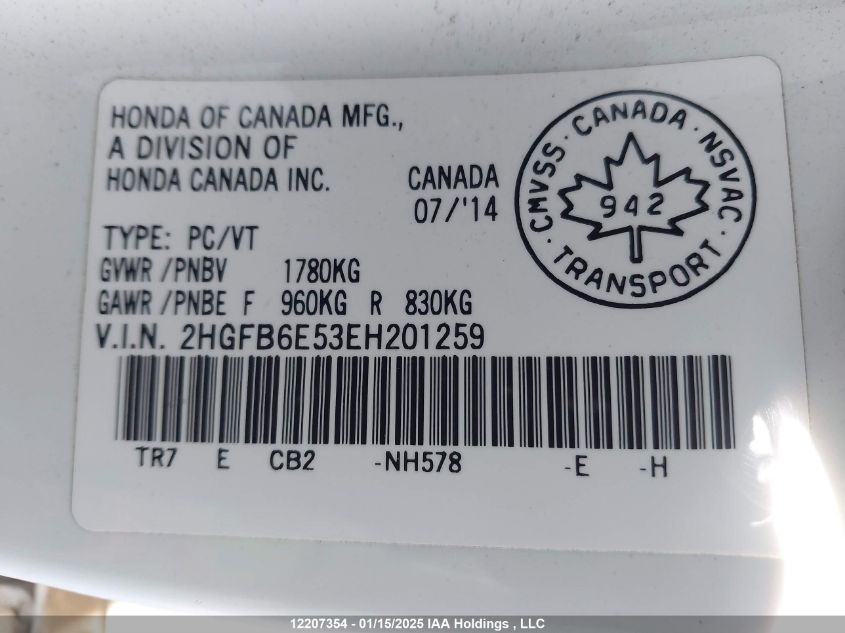 HONDA OF CANADA MFG.,
A DIVISION OF
HONDA CANADA INC.
CANADA
07/'14
CMVSS · CANADA · NSVAC · TRANSPORT ·
942
TYPE: PC/VT
GVWR /PNBV 1780KG
GAWR /PNBE F 960KG R 830KG
V.I.N. 2HGFB6E53EH201259
TR7 E CB2 -NH578 -E -H
12207354 - 01/15/2025 IAA Holdings , LLC